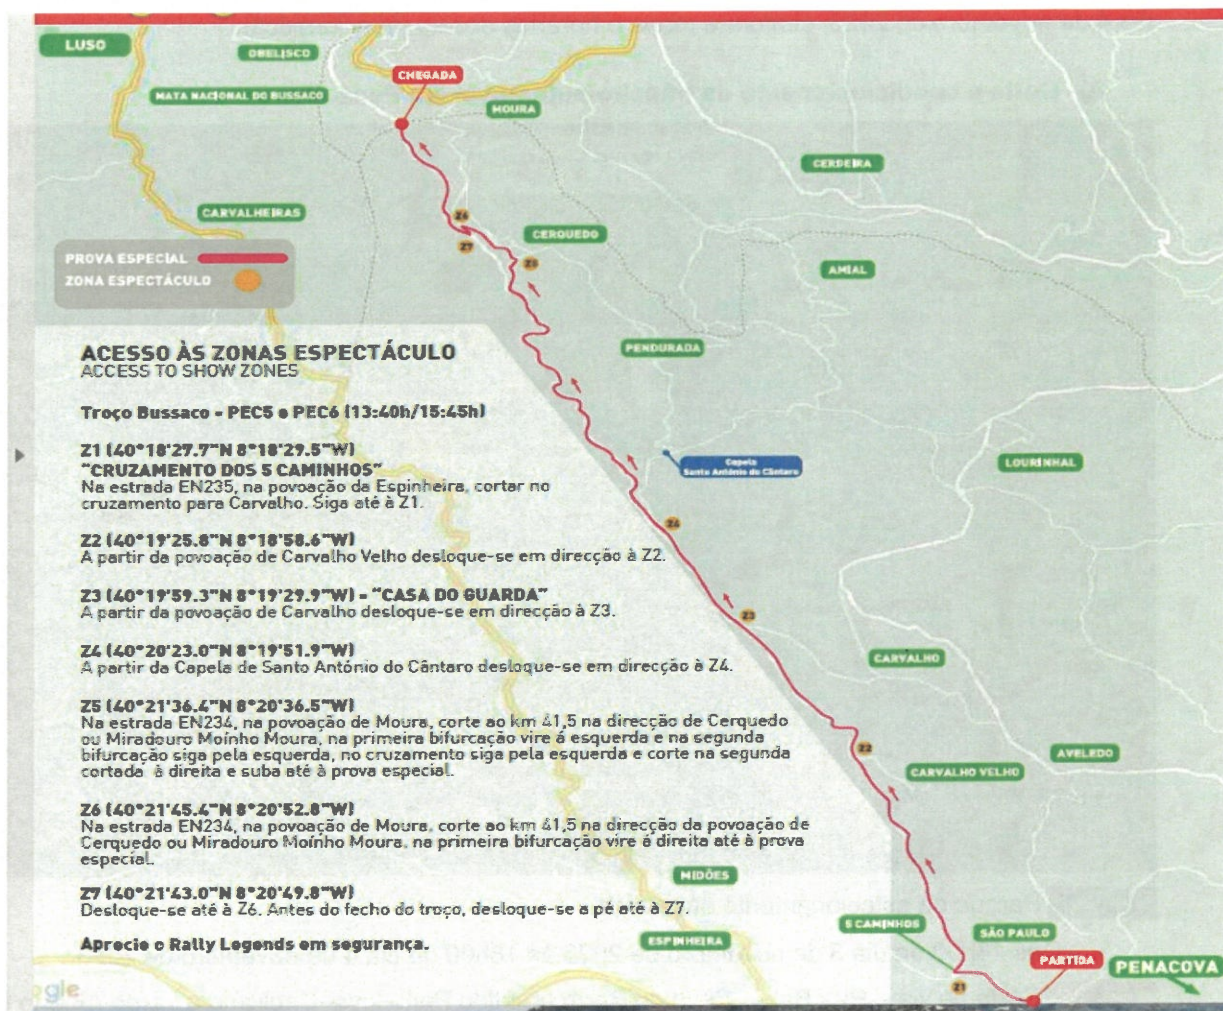 LUSO
OBELISCO
CHEGADA
MATA NACIONAL DO BUSSACO
MOURA
CERDEIRA
CARVALHEIRAS
Z6
CERQUEDO
Z7
PROVA ESPECIAL
Z5
AMIAL
ZONA ESPECTÁCULO
PENDURADA
ACESSO ÀS ZONAS ESPECTÁCULO
ACCESS TO SHOW ZONES
Troço Bussaco - PEC5 e PEC6 (13:40h/15:45h)
Z1 (40°18'27.7"N 8°18'29.5"W)
"CRUZAMENTO DOS 5 CAMINHOS"
Na estrada EN235, na povoação da Espinheira, cortar no
cruzamento para Carvalho. Siga até à Z1.
Z2 (40°19'25.8"N 8°18'58.6"W)
A partir da povoação de Carvalho Velho desloque-se em direcção à Z2.
Z3 (40°19'59.3"N 8°19'29.9"W) - "CASA DO GUARDA"
A partir da povoação de Carvalho desloque-se em direcção à Z3.
Z4 (40°20'23.0"N 8°19'51.9"W)
A partir da Capela de Santo António do Cântaro desloque-se em direcção à Z4.
Z5 (40°21'36.4"N 8°20'36.5"W)
Na estrada EN234, na povoação de Moura, corte ao km 41,5 na direcção de Cerquedo
ou Miradouro Moínho Moura, na primeira bifurcação vire á esquerda e na segunda
bifurcação siga pela esquerda, no cruzamento siga pela esquerda e corte na segunda
cortada à direita e suba até à prova especial.
Z6 (40°21'45.4"N 8°20'52.8"W)
Na estrada EN234, na povoação de Moura, corte ao km 41,5 na direcção da povoação de
Cerquedo ou Miradouro Moínho Moura, na primeira bifurcação vire á direita até à prova
especial.
Z7 (40°21'43.0"N 8°20'49.8"W)
Desloque-se até à Z6. Antes do fecho do troço, desloque-se a pé até à Z7.
Aprecie o Rally Legends em segurança.
Capela
Santo António do Cântaro
LOURINHAL
Z4
Z3
CARVALHO
Z2
AVELEDO
CARVALHO VELHO
MIDÕES
5 CAMINHOS
SÃO PAULO
ESPINHEIRA
PARTIDA
PENACOVA
Z1
gle